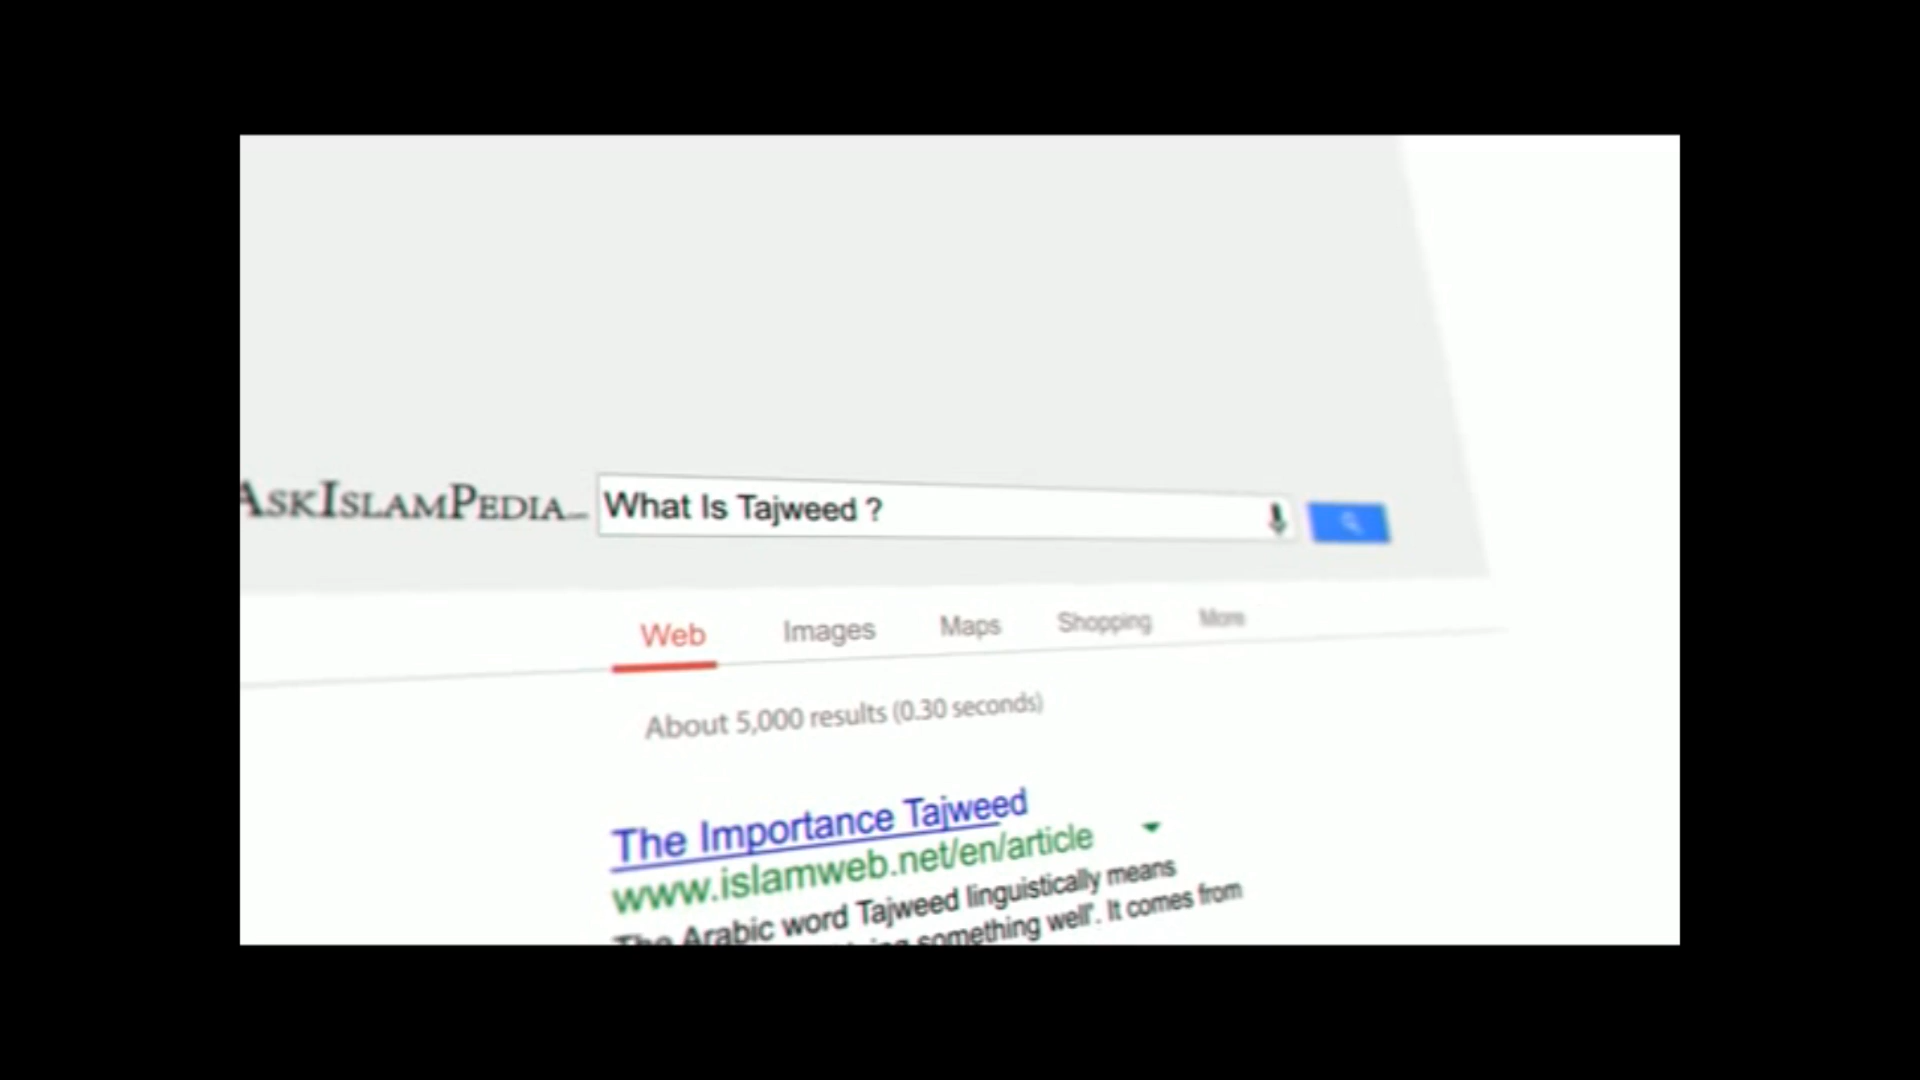 AskIslamPedia
What Is Tajweed ?
Web Images Maps Shopping More
About 5,000 results (0.30 seconds)
The Importance Tajweed
www.islamweb.net/en/article
The Arabic word Tajweed linguistically means
something well'. It comes from